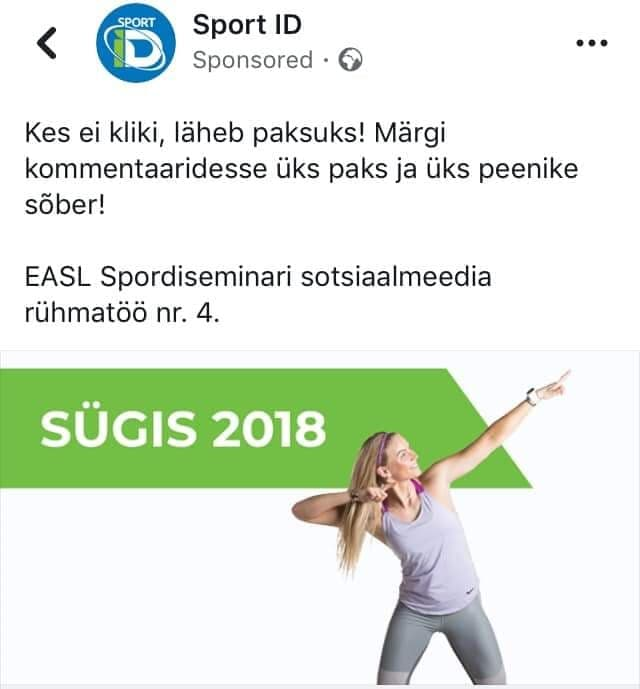 SPORT
iD
Sport ID
Sponsored ·
Kes ei kliki, läheb paksuks! Märgi
kommentaaridesse üks paks ja üks peenike
sõber!
EASL Spordiseminari sotsiaalmeedia
rühmatöö nr. 4.
SÜGIS 2018